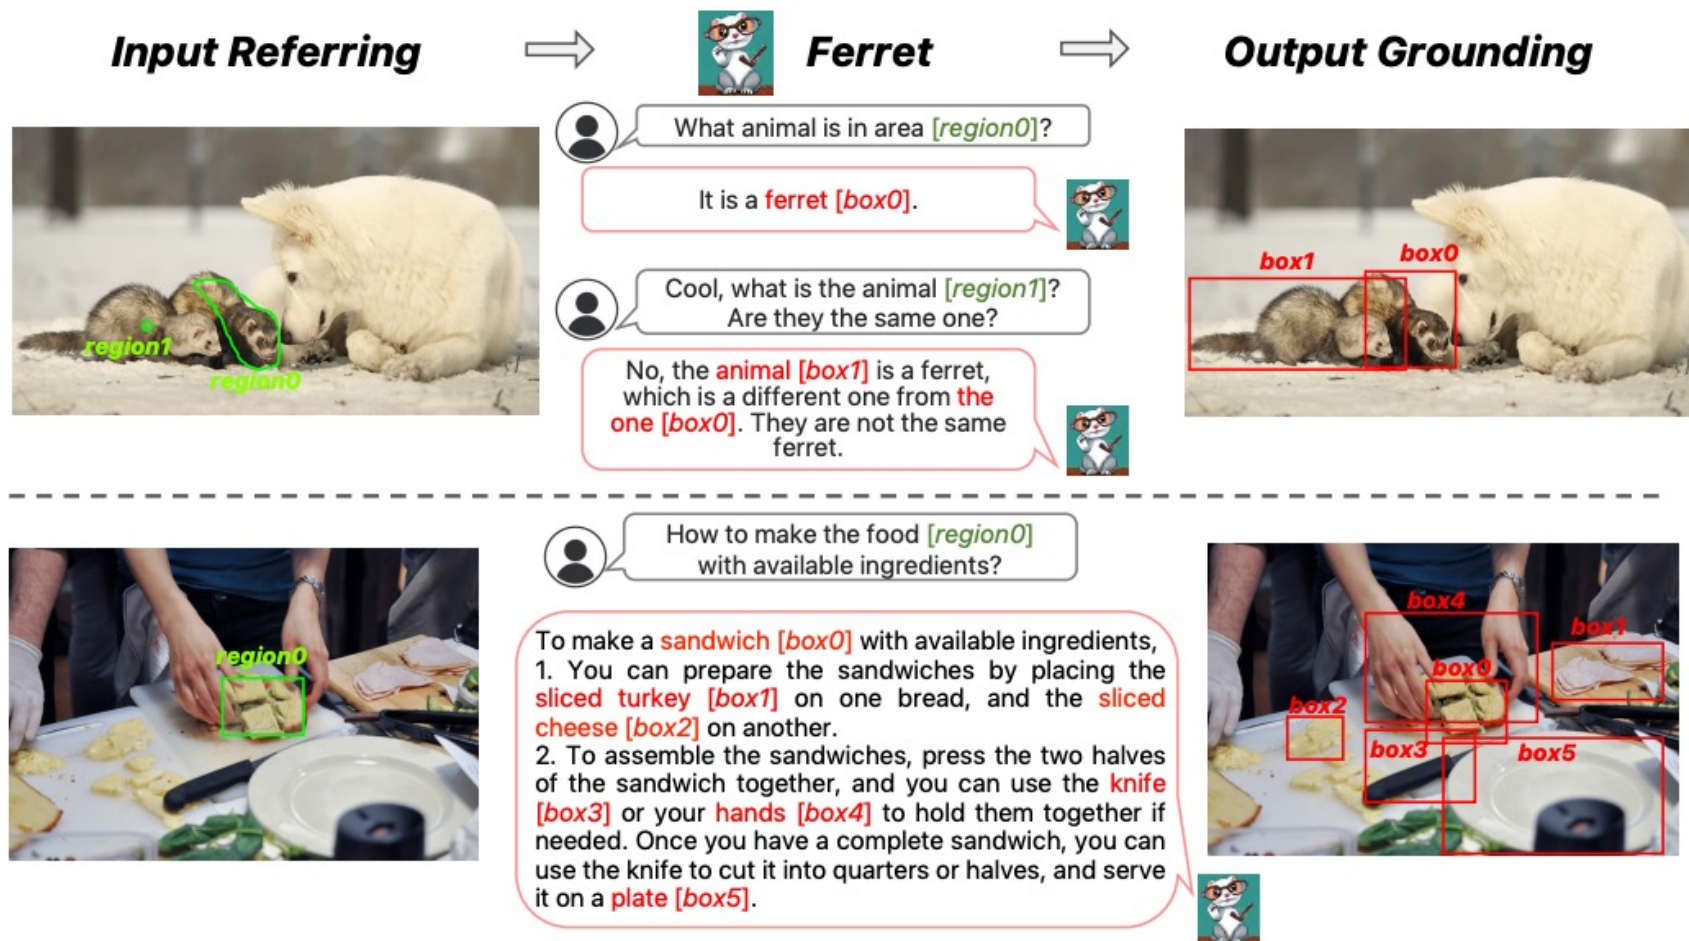 Input Referring
Ferret
Output Grounding
What animal is in area [region0]?
It is a ferret [box0].
Cool, what is the animal [region1]?
Are they the same one?
No, the animal [box1] is a ferret,
which is a different one from the
one [box0]. They are not the same
ferret.
region1
region0
box1
box0
How to make the food [region0]
with available ingredients?
To make a sandwich [box0] with available ingredients,
1. You can prepare the sandwiches by placing the
sliced turkey [box1] on one bread, and the sliced
cheese [box2] on another.
2. To assemble the sandwiches, press the two halves
of the sandwich together, and you can use the knife
[box3] or your hands [box4] to hold them together if
needed. Once you have a complete sandwich, you can
use the knife to cut it into quarters or halves, and serve
it on a plate [box5].
region0
box4
box1
box0
box2
box3
box5